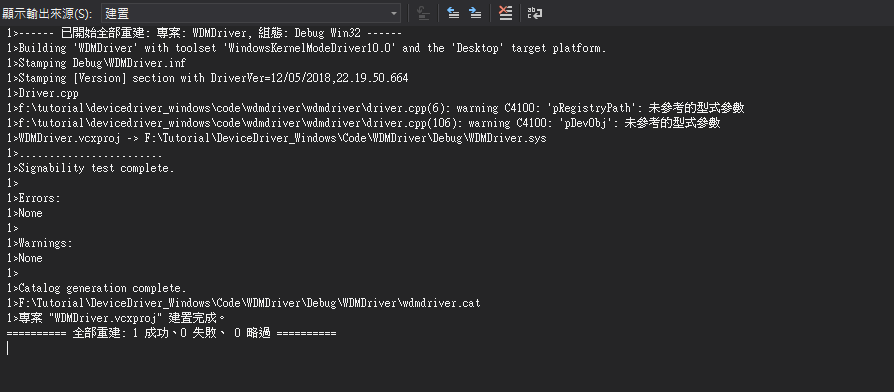 顯示輸出來源(S): 建置
1>------ 已開始全部重建: 專案: WDMDriver, 組態: Debug Win32 ------
1>Building 'WDMDriver' with toolset 'WindowsKernelModeDriver10.0' and the 'Desktop' target platform.
1>Stamping Debug\WDMDriver.inf
1>Stamping [Version] section with DriverVer=12/05/2018,22.19.50.664
1>Driver.cpp
1>f:\tutorial\devicedriver_windows\code\wdmdriver\wdmdriver\driver.cpp(6): warning C4100: 'pRegistryPath': 未參考的型式參數
1>f:\tutorial\devicedriver_windows\code\wdmdriver\wdmdriver\driver.cpp(106): warning C4100: 'pDevObj': 未參考的型式參數
1>WDMDriver.vcxproj -> F:\Tutorial\DeviceDriver_Windows\Code\WDMDriver\Debug\WDMDriver.sys
1>........................
1>Signability test complete.
1>
1>Errors:
1>None
1>
1>Warnings:
1>None
1>
1>Catalog generation complete.
1>F:\Tutorial\DeviceDriver_Windows\Code\WDMDriver\Debug\WDMDriver\wdmdriver.cat
1>專案 "WDMDriver.vcxproj" 建置完成。
========== 全部重建: 1 成功、0 失敗、 0 略過 ==========